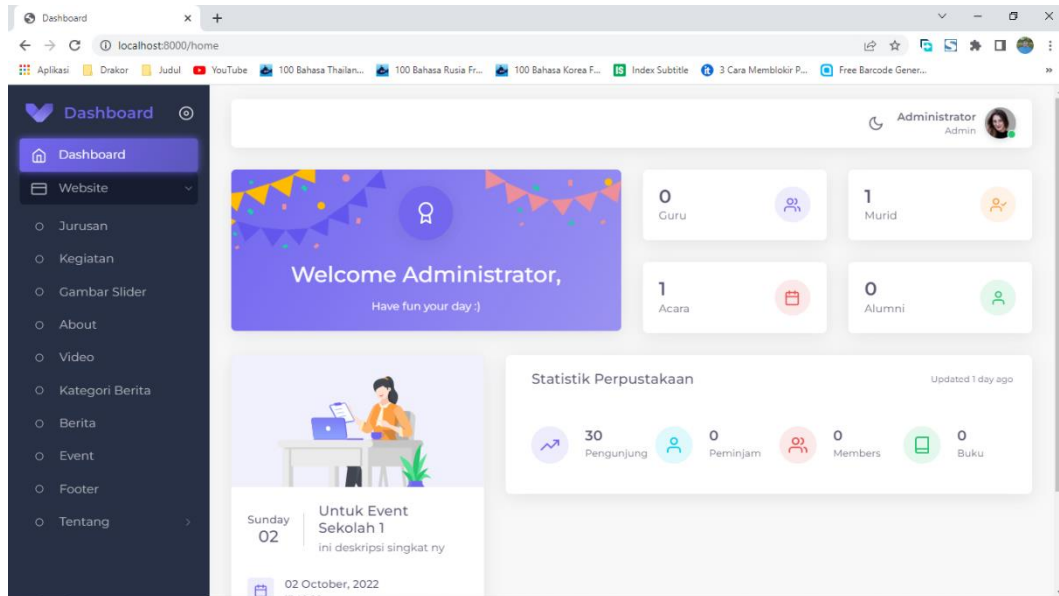 Dashboard
localhost:8000/home
Aplikasi Drakor Judul YouTube 100 Bahasa Thailan... 100 Bahasa Rusia Fr... 100 Bahasa Korea F... Index Subtitle 3 Cara Memblokir P... Free Barcode Gener...
Dashboard
Administrator
Admin
Dashboard
Website
Jurusan
Kegiatan
Gambar Slider
About
Video
Kategori Berita
Berita
Event
Footer
Tentang
Welcome Administrator,
Have fun your day :)
0
Guru
1
Murid
1
Acara
0
Alumni
Statistik Perpustakaan
Updated 1 day ago
30
Pengunjung
0
Peminjam
0
Members
0
Buku
Sunday
02
Untuk Event
Sekolah 1
ini deskripsi singkat ny
02 October, 2022